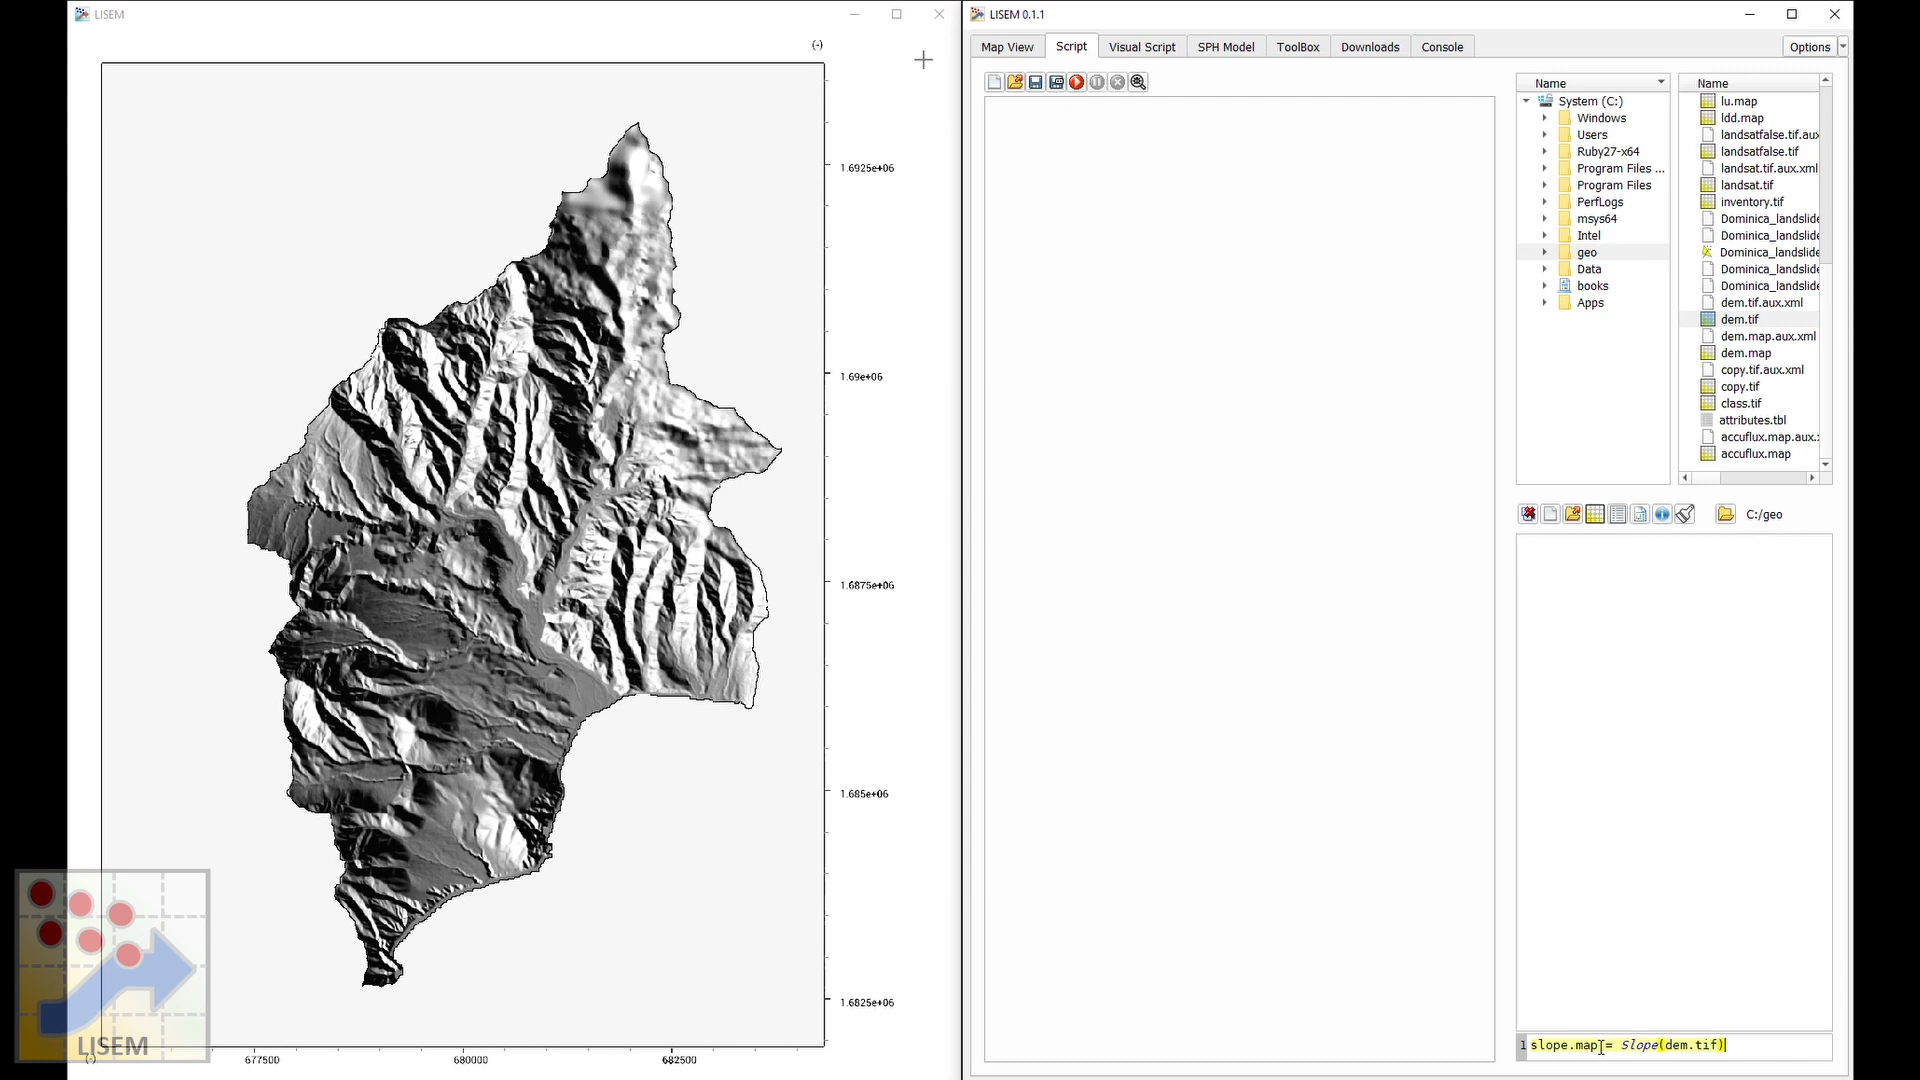 LISEM
(-)
1.6925e+06
1.69e+06
1.6875e+06
1.685e+06
1.6825e+06
677500
680000
682500
(-)
LISEM
LISEM 0.1.1
Map View
Script
Visual Script
SPH Model
ToolBox
Downloads
Console
Options
Name
System (C:)
Windows
Users
Ruby27-x64
Program Files ...
Program Files
PerfLogs
msys64
Intel
geo
Data
books
Apps
Name
lu.map
ldd.map
landsatfalse.tif.aux
landsatfalse.tif
landsat.tif.aux.xml
landsat.tif
inventory.tif
Dominica_landslide
Dominica_landslide
Dominica_landslide
Dominica_landslide
Dominica_landslide
dem.tif.aux.xml
dem.tif
dem.map.aux.xml
dem.map
copy.tif.aux.xml
copy.tif
class.tif
attributes.tbl
accuflux.map.aux.x
accuflux.map
C:/geo
1 slope.map = Slope(dem.tif)